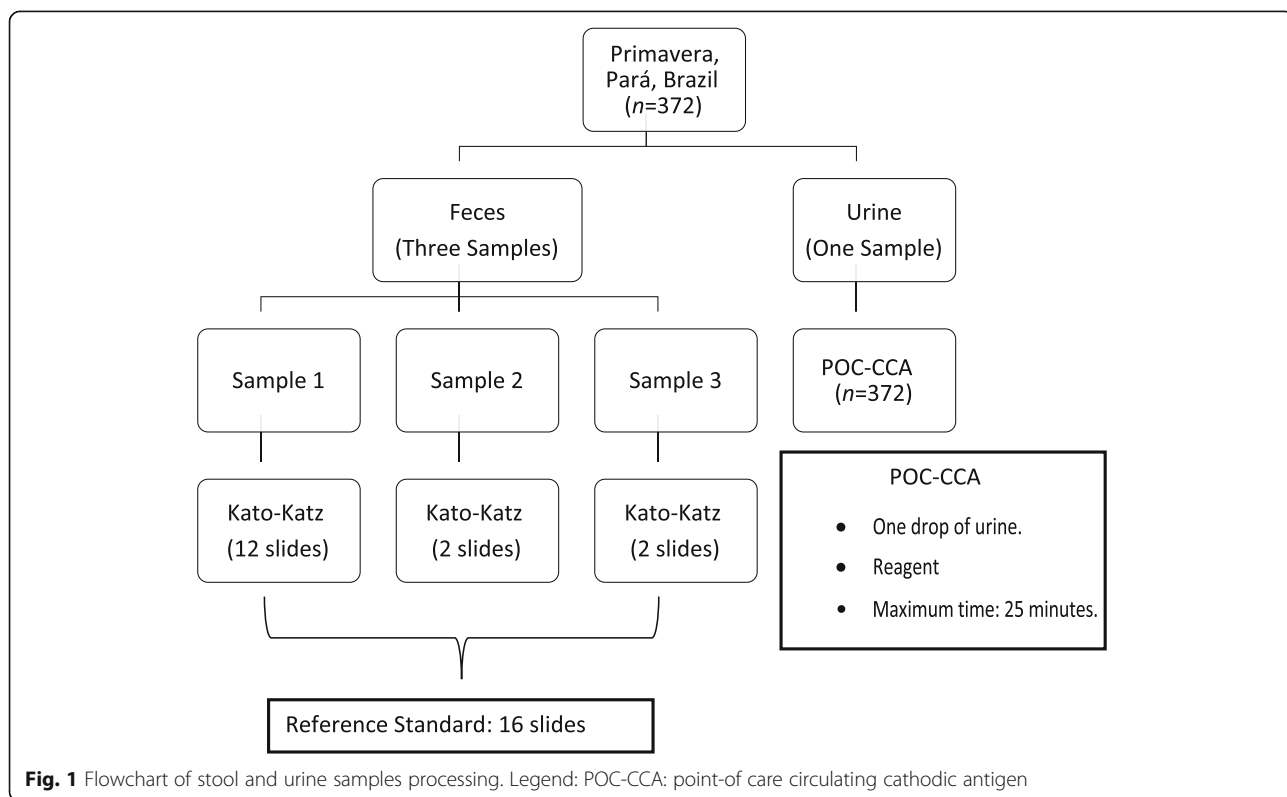 Primavera,
Pará, Brazil
(n=372)
Feces
(Three Samples)
Urine
(One Sample)
Sample 1
Sample 2
Sample 3
POC-CCA
(n=372)
Kato-Katz
(12 slides)
Kato-Katz
(2 slides)
Kato-Katz
(2 slides)
POC-CCA
• One drop of urine.
• Reagent
• Maximum time: 25 minutes.
Reference Standard: 16 slides
Fig. 1 Flowchart of stool and urine samples processing. Legend: POC-CCA: point-of care circulating cathodic antigen